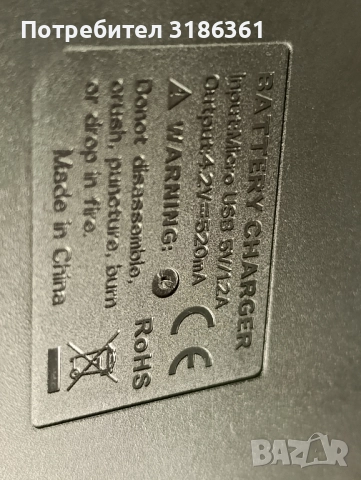 Потребител 3186361
BATTERY CHARGER
Input:Micro USB 5V/1.2A
Output:4.2V⎓520mA
WARNING:
Donot disassemble,
crush, puncture, burn
or drop in fire.
Made in China
CE
RoHS
BAZAR